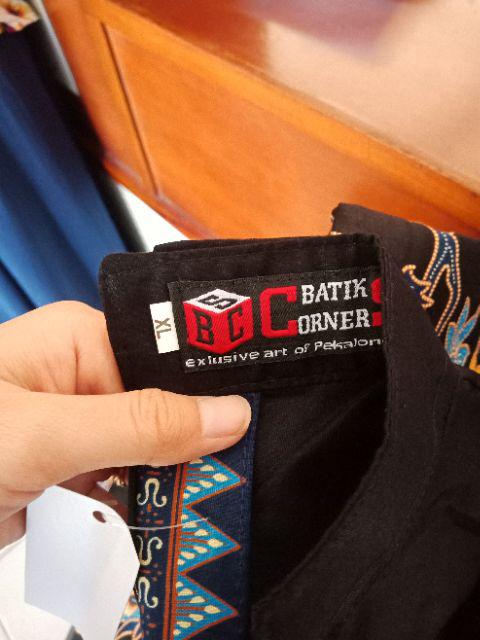 XL
BC
BATIK
CORNER
exlusive art of Pekalon